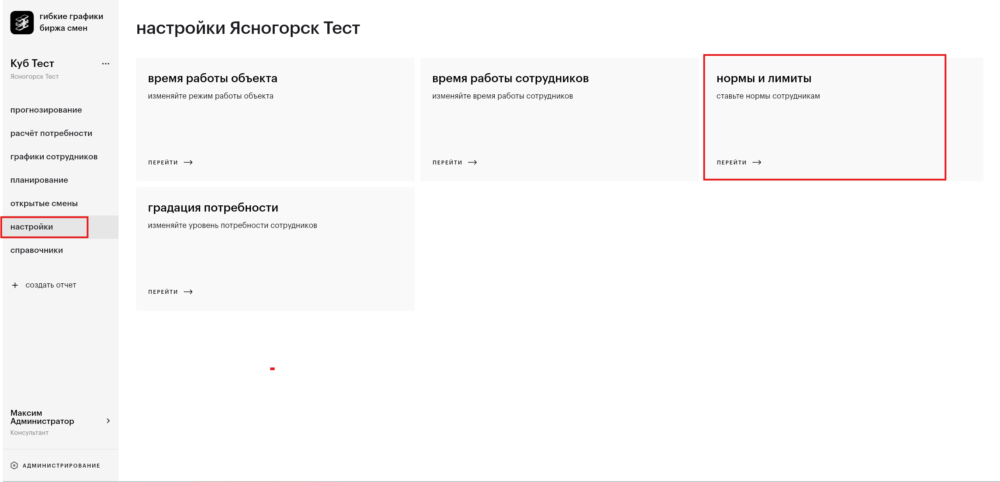 гибкие графики
биржа смен
Куб Тест
Ясногорск Тест
прогнозирование
расчёт потребности
графики сотрудников
планирование
открытые смены
настройки
справочники
+ создать отчет
Максим
Администратор
Консультант
АДМИНИСТРИРОВАНИЕ
настройки Ясногорск Тест
время работы объекта
изменяйте режим работы объекта
ПЕРЕЙТИ →
время работы сотрудников
изменяйте время работы сотрудников
ПЕРЕЙТИ →
нормы и лимиты
ставьте нормы сотрудникам
ПЕРЕЙТИ →
градация потребности
изменяйте уровень потребности сотрудников
ПЕРЕЙТИ →